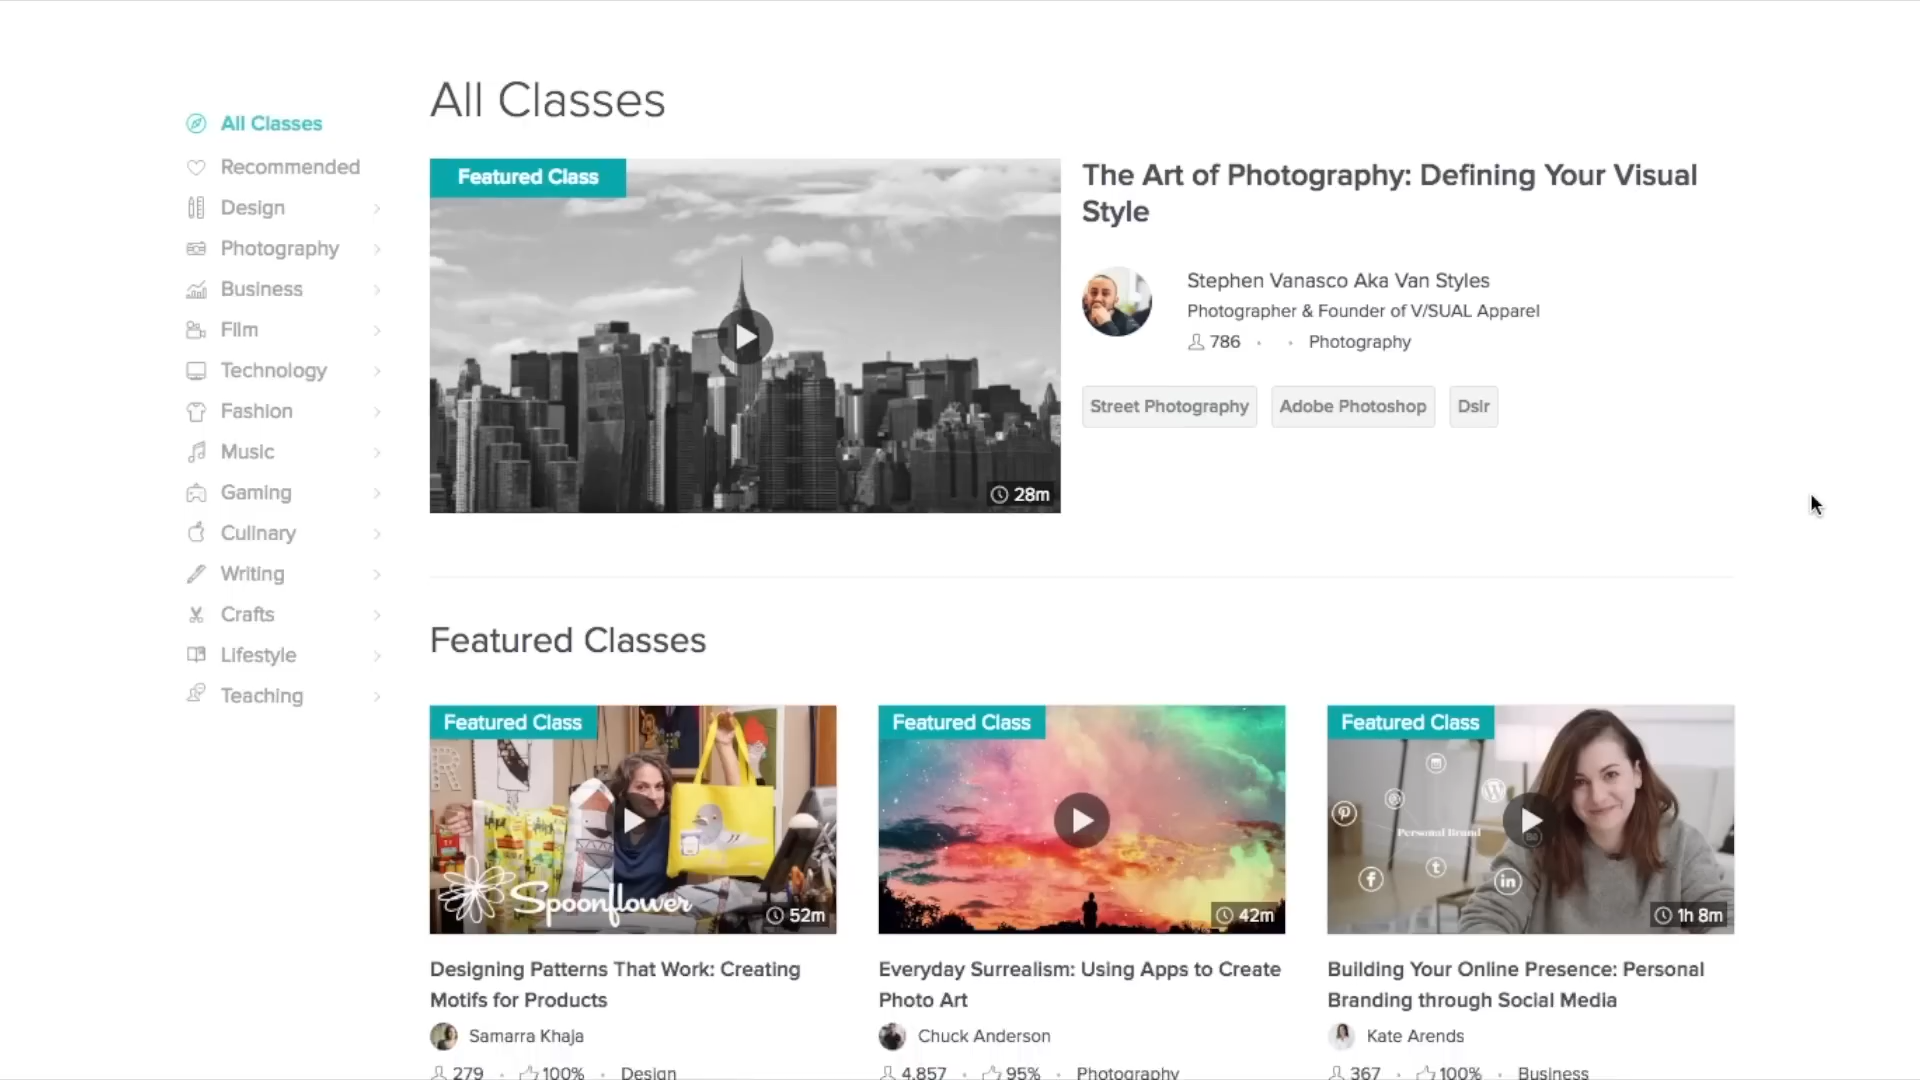 All Classes
Recommended
Design
Photography
Business
Film
Technology
Fashion
Music
Gaming
Culinary
Writing
Crafts
Lifestyle
Teaching
All Classes
Featured Class
28m
The Art of Photography: Defining Your Visual
Style
Stephen Vanasco Aka Van Styles
Photographer & Founder of V/SUAL Apparel
786 · · Photography
Street Photography
Adobe Photoshop
Dslr
Featured Classes
Featured Class
R
Spoonflower
52m
Designing Patterns That Work: Creating
Motifs for Products
Samarra Khaja
279 · 100% · Design
Featured Class
42m
Everyday Surrealism: Using Apps to Create
Photo Art
Chuck Anderson
4,857 · 95% · Photography
Featured Class
Personal Brand
1h 8m
Building Your Online Presence: Personal
Branding through Social Media
Kate Arends
367 · 100% · Business